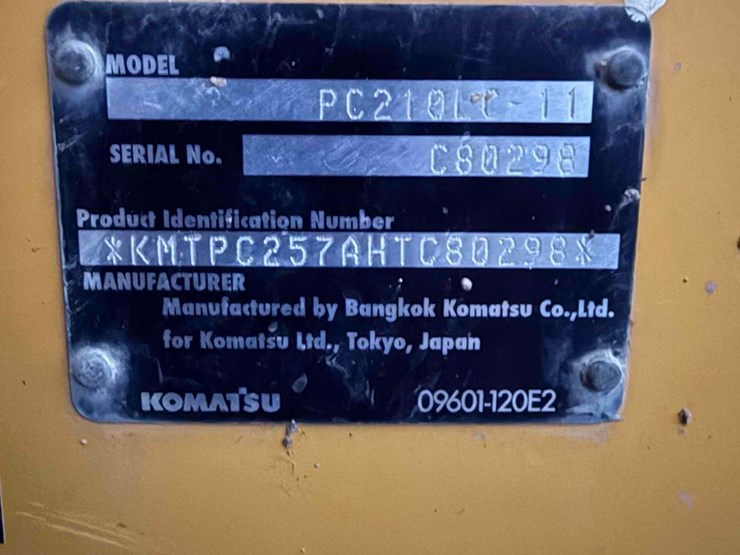 MODEL
PC210LC-11
SERIAL No.
C80298
Product Identification Number
*KMTPC257AHTC80298*
MANUFACTURER
Manufactured by Bangkok Komatsu Co.,Ltd.
for Komatsu Ltd., Tokyo, Japan
KOMATSU
09601-120E2